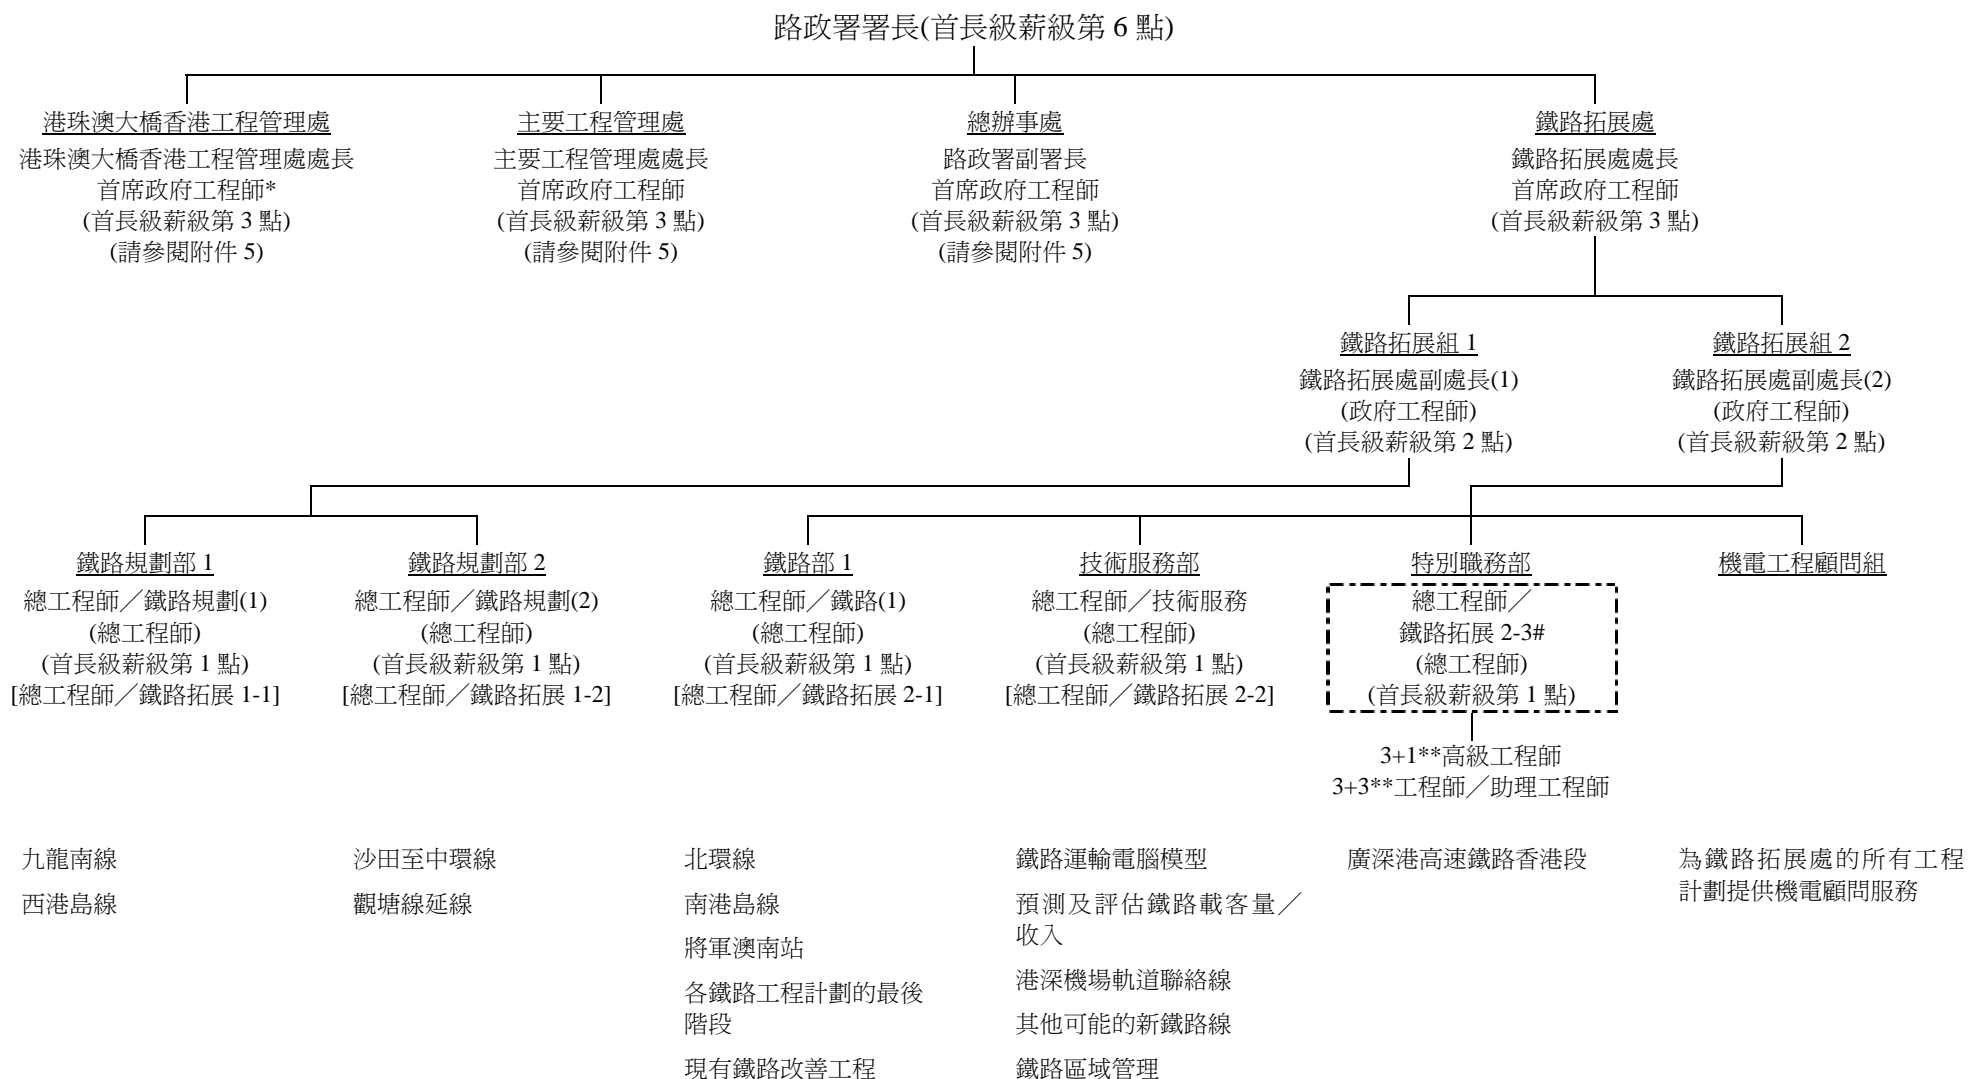 路政署署長(首長級薪級第 6 點)
港珠澳大橋香港工程管理處
港珠澳大橋香港工程管理處處長
首席政府工程師*
(首長級薪級第 3 點)
(請參閱附件 5)
主要工程管理處
主要工程管理處處長
首席政府工程師
(首長級薪級第 3 點)
(請參閱附件 5)
總辦事處
路政署副署長
首席政府工程師
(首長級薪級第 3 點)
(請參閱附件 5)
鐵路拓展處
鐵路拓展處處長
首席政府工程師
(首長級薪級第 3 點)
鐵路拓展組 1
鐵路拓展處副處長(1)
(政府工程師)
(首長級薪級第 2 點)
鐵路拓展組 2
鐵路拓展處副處長(2)
(政府工程師)
(首長級薪級第 2 點)
鐵路規劃部 1
總工程師／鐵路規劃(1)
(總工程師)
(首長級薪級第 1 點)
[總工程師／鐵路拓展 1-1]
鐵路規劃部 2
總工程師／鐵路規劃(2)
(總工程師)
(首長級薪級第 1 點)
[總工程師／鐵路拓展 1-2]
鐵路部 1
總工程師／鐵路(1)
(總工程師)
(首長級薪級第 1 點)
[總工程師／鐵路拓展 2-1]
技術服務部
總工程師／技術服務
(總工程師)
(首長級薪級第 1 點)
[總工程師／鐵路拓展 2-2]
特別職務部
總工程師／
鐵路拓展 2-3#
(總工程師)
(首長級薪級第 1 點)
3+1**高級工程師
3+3**工程師／助理工程師
機電工程顧問組
九龍南線
西港島線
沙田至中環線
觀塘線延線
北環線
南港島線
將軍澳南站
各鐵路工程計劃的最後
階段
現有鐵路改善工程
鐵路運輸電腦模型
預測及評估鐵路載客量／
收入
港深機場軌道聯絡線
其他可能的新鐵路線
鐵路區域管理
廣深港高速鐵路香港段
為鐵路拓展處的所有工程
計劃提供機電顧問服務